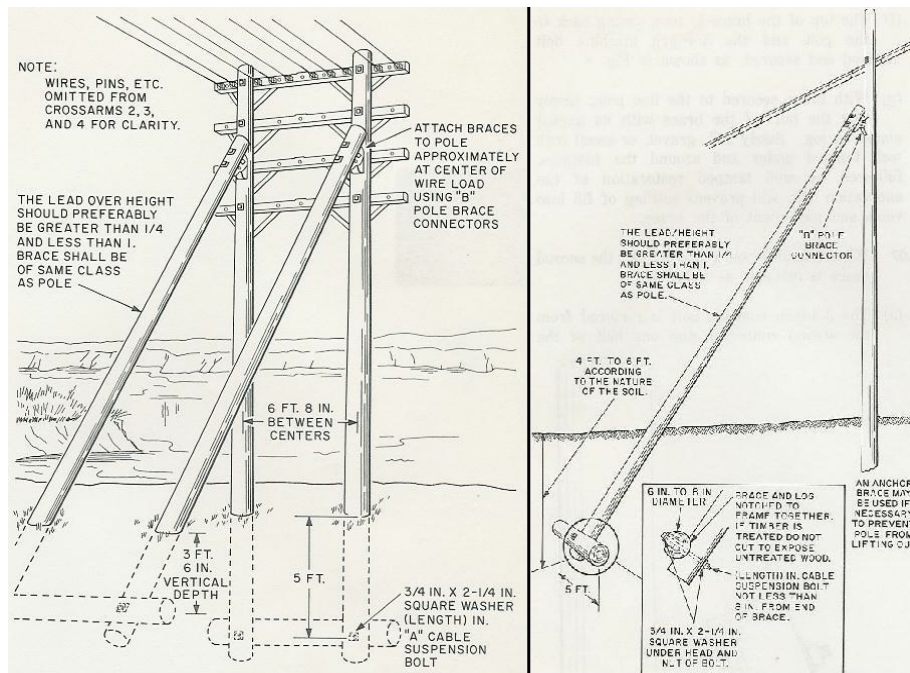 NOTE:
WIRES, PINS, ETC.
OMITTED FROM
CROSSARMS 2, 3,
AND 4 FOR CLARITY.
THE LEAD OVER HEIGHT
SHOULD PREFERABLY
BE GREATER THAN 1/4
AND LESS THAN 1.
BRACE SHALL BE
OF SAME CLASS
AS POLE
ATTACH BRACES
TO POLE
APPROXIMATELY
AT CENTER OF
WIRE LOAD
USING "B"
POLE BRACE
CONNECTORS
6 FT. 8 IN.
BETWEEN
CENTERS
3 FT.
6 IN.
VERTICAL
DEPTH
5 FT.
3/4 IN. X 2-1/4 IN.
SQUARE WASHER
(LENGTH) IN.
"A" CABLE
SUSPENSION
BOLT
THE LEAD/HEIGHT
SHOULD PREFERABLY
BE GREATER THAN 1/4
AND LESS THAN 1.
BRACE SHALL BE
OF SAME CLASS
AS POLE.
"B" POLE
BRACE
CONNECTOR
4 FT. TO 6 FT.
ACCORDING
TO THE NATURE
OF THE SOIL.
5 FT.
6 IN. TO 8 IN.
DIAMETER
BRACE AND LOG
NOTCHED TO
FRAME TOGETHER.
IF TIMBER IS
TREATED DO NOT
CUT TO EXPOSE
UNTREATED WOOD.
(LENGTH) IN. CABLE
SUSPENSION BOLT
NOT LESS THAN
8 IN. FROM END
OF BRACE.
3/4 IN. X 2-1/4 IN.
SQUARE WASHER
UNDER HEAD AND
NUT OF BOLT.
AN ANCHOR
BRACE MAY
BE USED IF
NECESSARY
TO PREVENT
POLE FROM
LIFTING